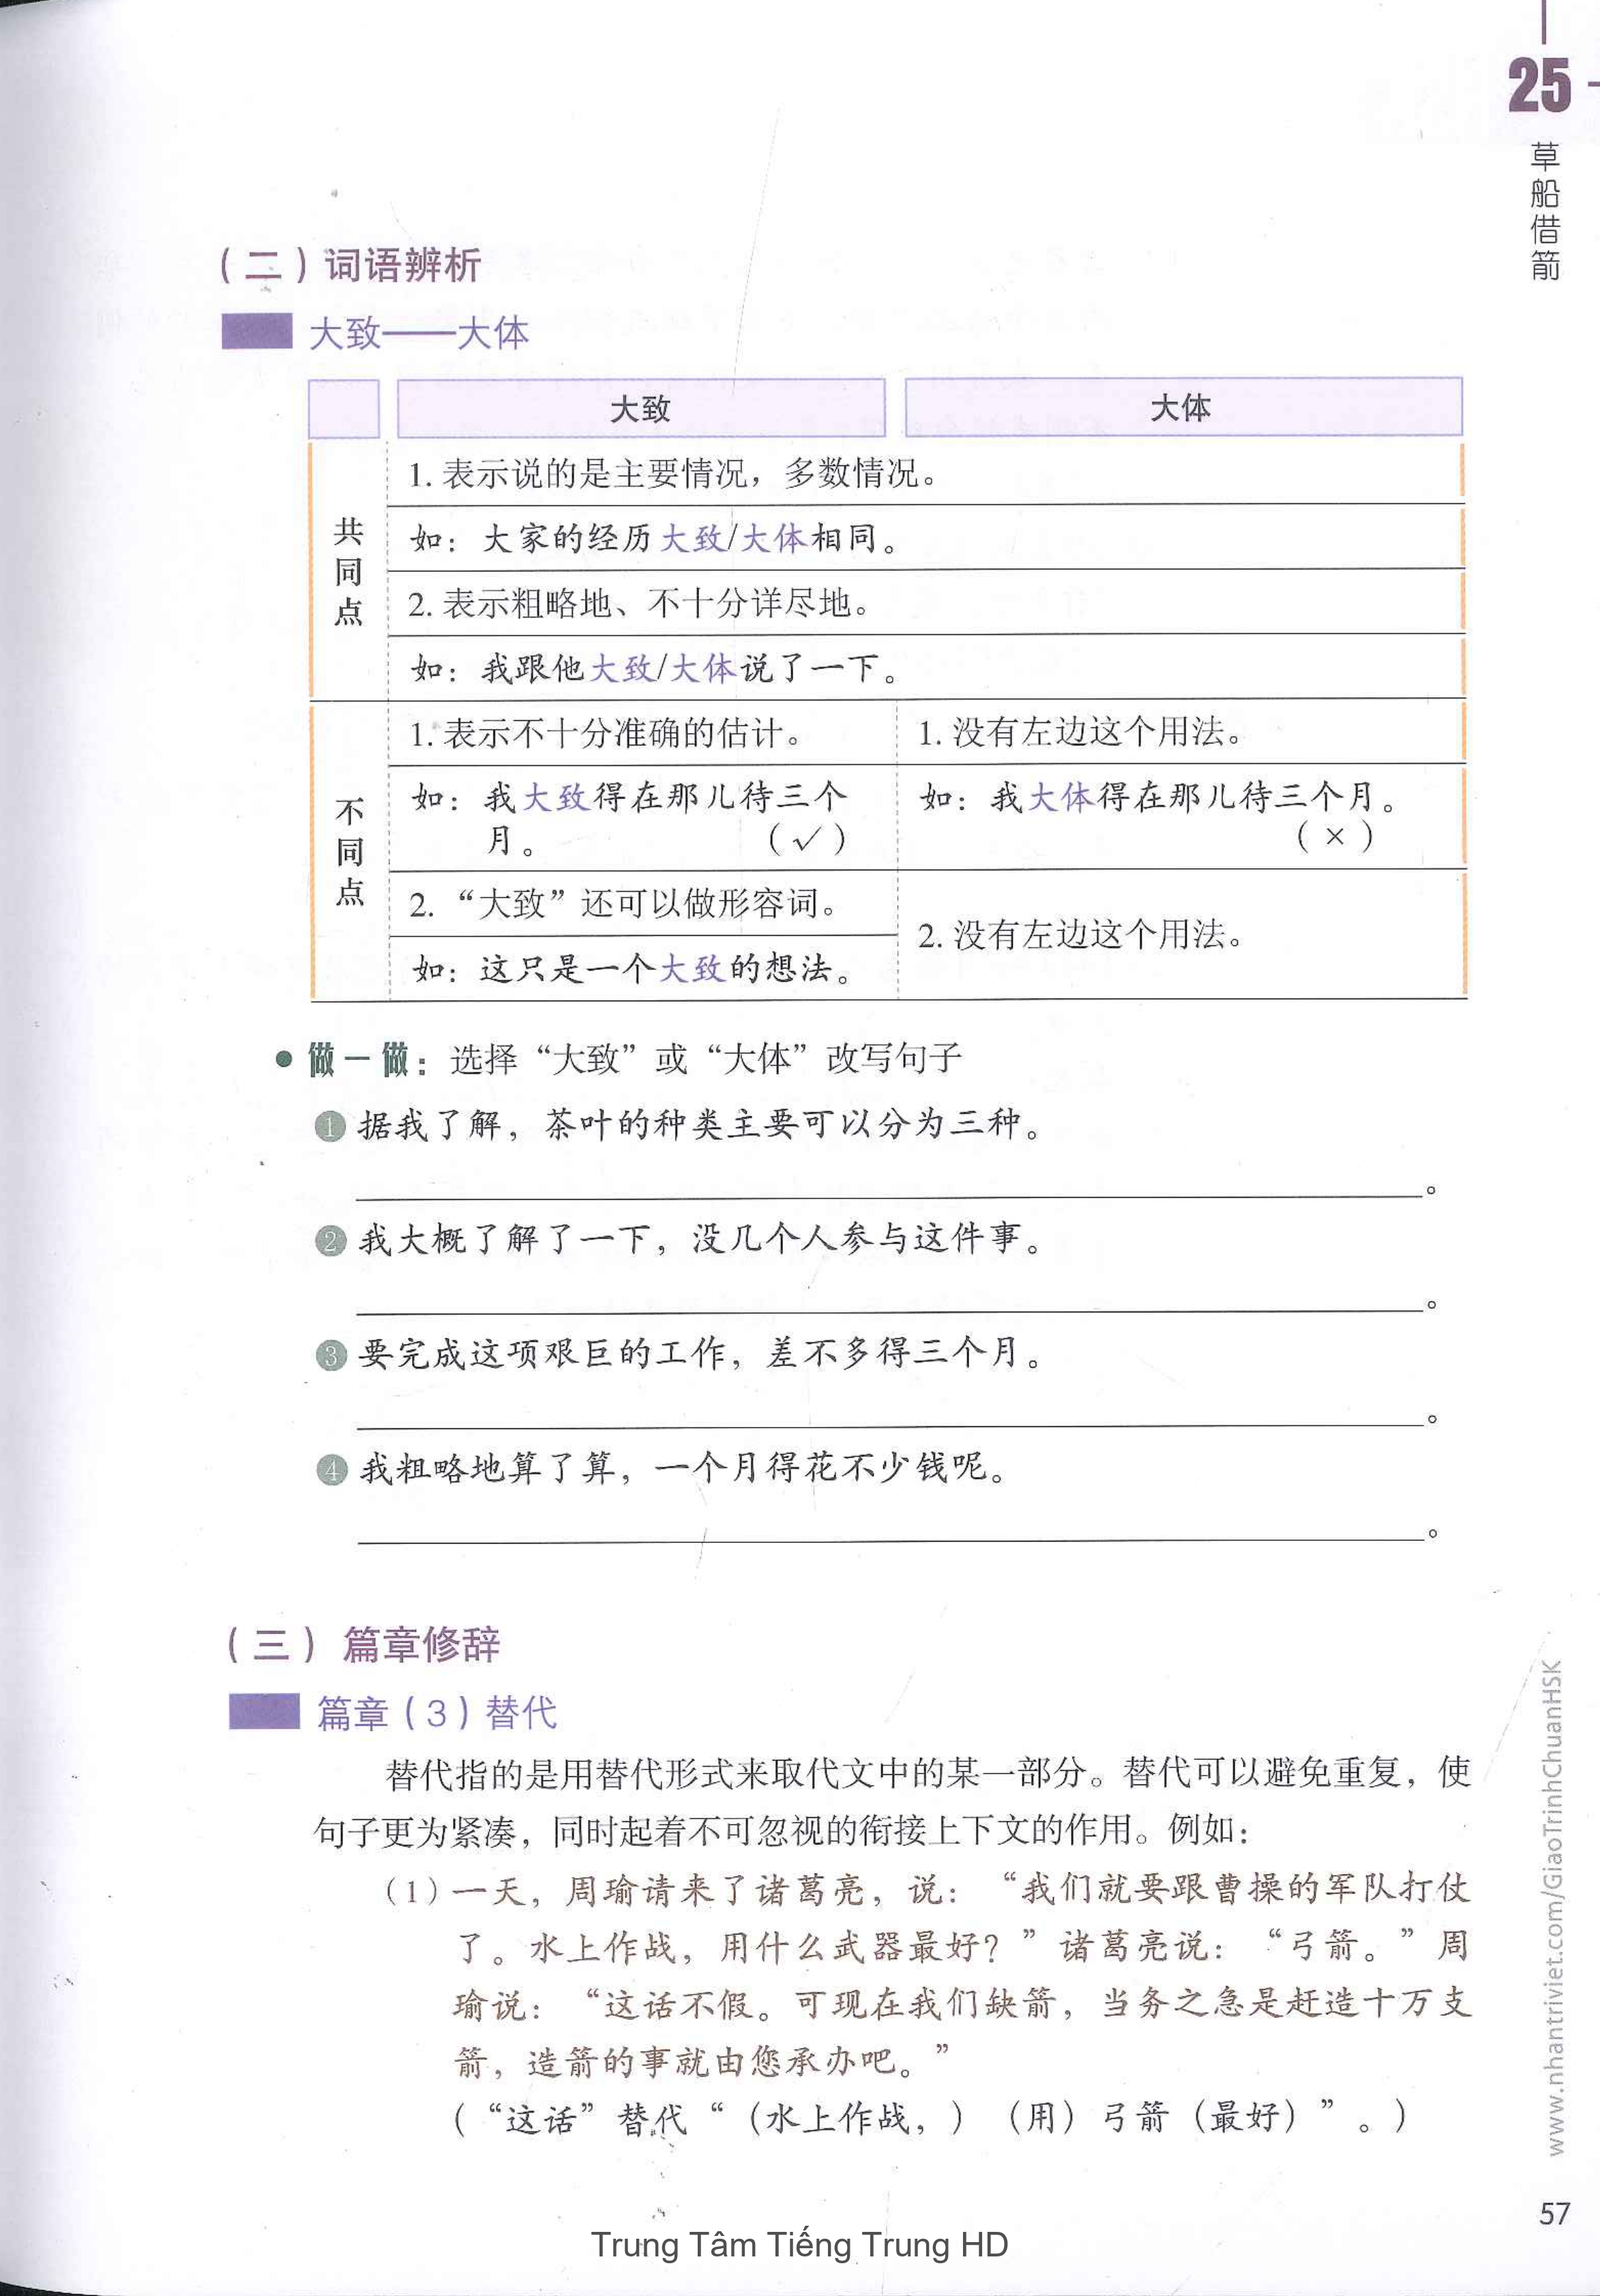 25
草船借箭
（二）词语辨析
大致——大体
大致 大体
共同点
1. 表示说的是主要情况，多数情况。
如：大家的经历大致/大体相同。
2. 表示粗略地、不十分详尽地。
如：我跟他大致/大体说了一下。
不同点
1. 表示不十分准确的估计。 1. 没有左边这个用法。
如：我大致得在那儿待三个 如：我大体得在那儿待三个月。
月。 （✓） （×）
2. “大致”还可以做形容词。
2. 没有左边这个用法。
如：这只是一个大致的想法。
● 做一做：选择“大致”或“大体”改写句子
❶ 据我了解，茶叶的种类主要可以分为三种。
。
❷ 我大概了解了一下，没几个人参与这件事。
。
❸ 要完成这项艰巨的工作，差不多得三个月。
。
❹ 我粗略地算了算，一个月得花不少钱呢。
。
（三）篇章修辞
篇章（3）替代
替代指的是用替代形式来取代文中的某一部分。替代可以避免重复，使
句子更为紧凑，同时起着不可忽视的衔接上下文的作用。例如：
（1）一天，周瑜请来了诸葛亮，说：“我们就要跟曹操的军队打仗
了。水上作战，用什么武器最好？”诸葛亮说：“弓箭。”周
瑜说：“这话不假。可现在我们缺箭，当务之急是赶造十万支
箭，造箭的事就由您承办吧。”
（“这话”替代“（水上作战，）（用）弓箭（最好）”。）
www.nhantriviet.com/GiaoTrinhChuanHSK
57
Trung Tâm Tiếng Trung HD